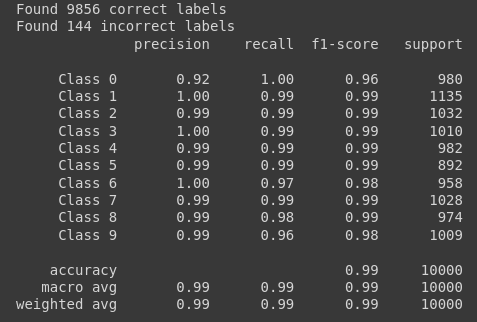 Found 9856 correct labels
Found 144 incorrect labels
precision recall f1-score support
Class 0 0.92 1.00 0.96 980
Class 1 1.00 0.99 0.99 1135
Class 2 0.99 0.99 0.99 1032
Class 3 1.00 0.99 0.99 1010
Class 4 0.99 0.99 0.99 982
Class 5 0.99 0.99 0.99 892
Class 6 1.00 0.97 0.98 958
Class 7 0.99 0.99 0.99 1028
Class 8 0.99 0.98 0.99 974
Class 9 0.99 0.96 0.98 1009
accuracy 0.99 10000
macro avg 0.99 0.99 0.99 10000
weighted avg 0.99 0.99 0.99 10000